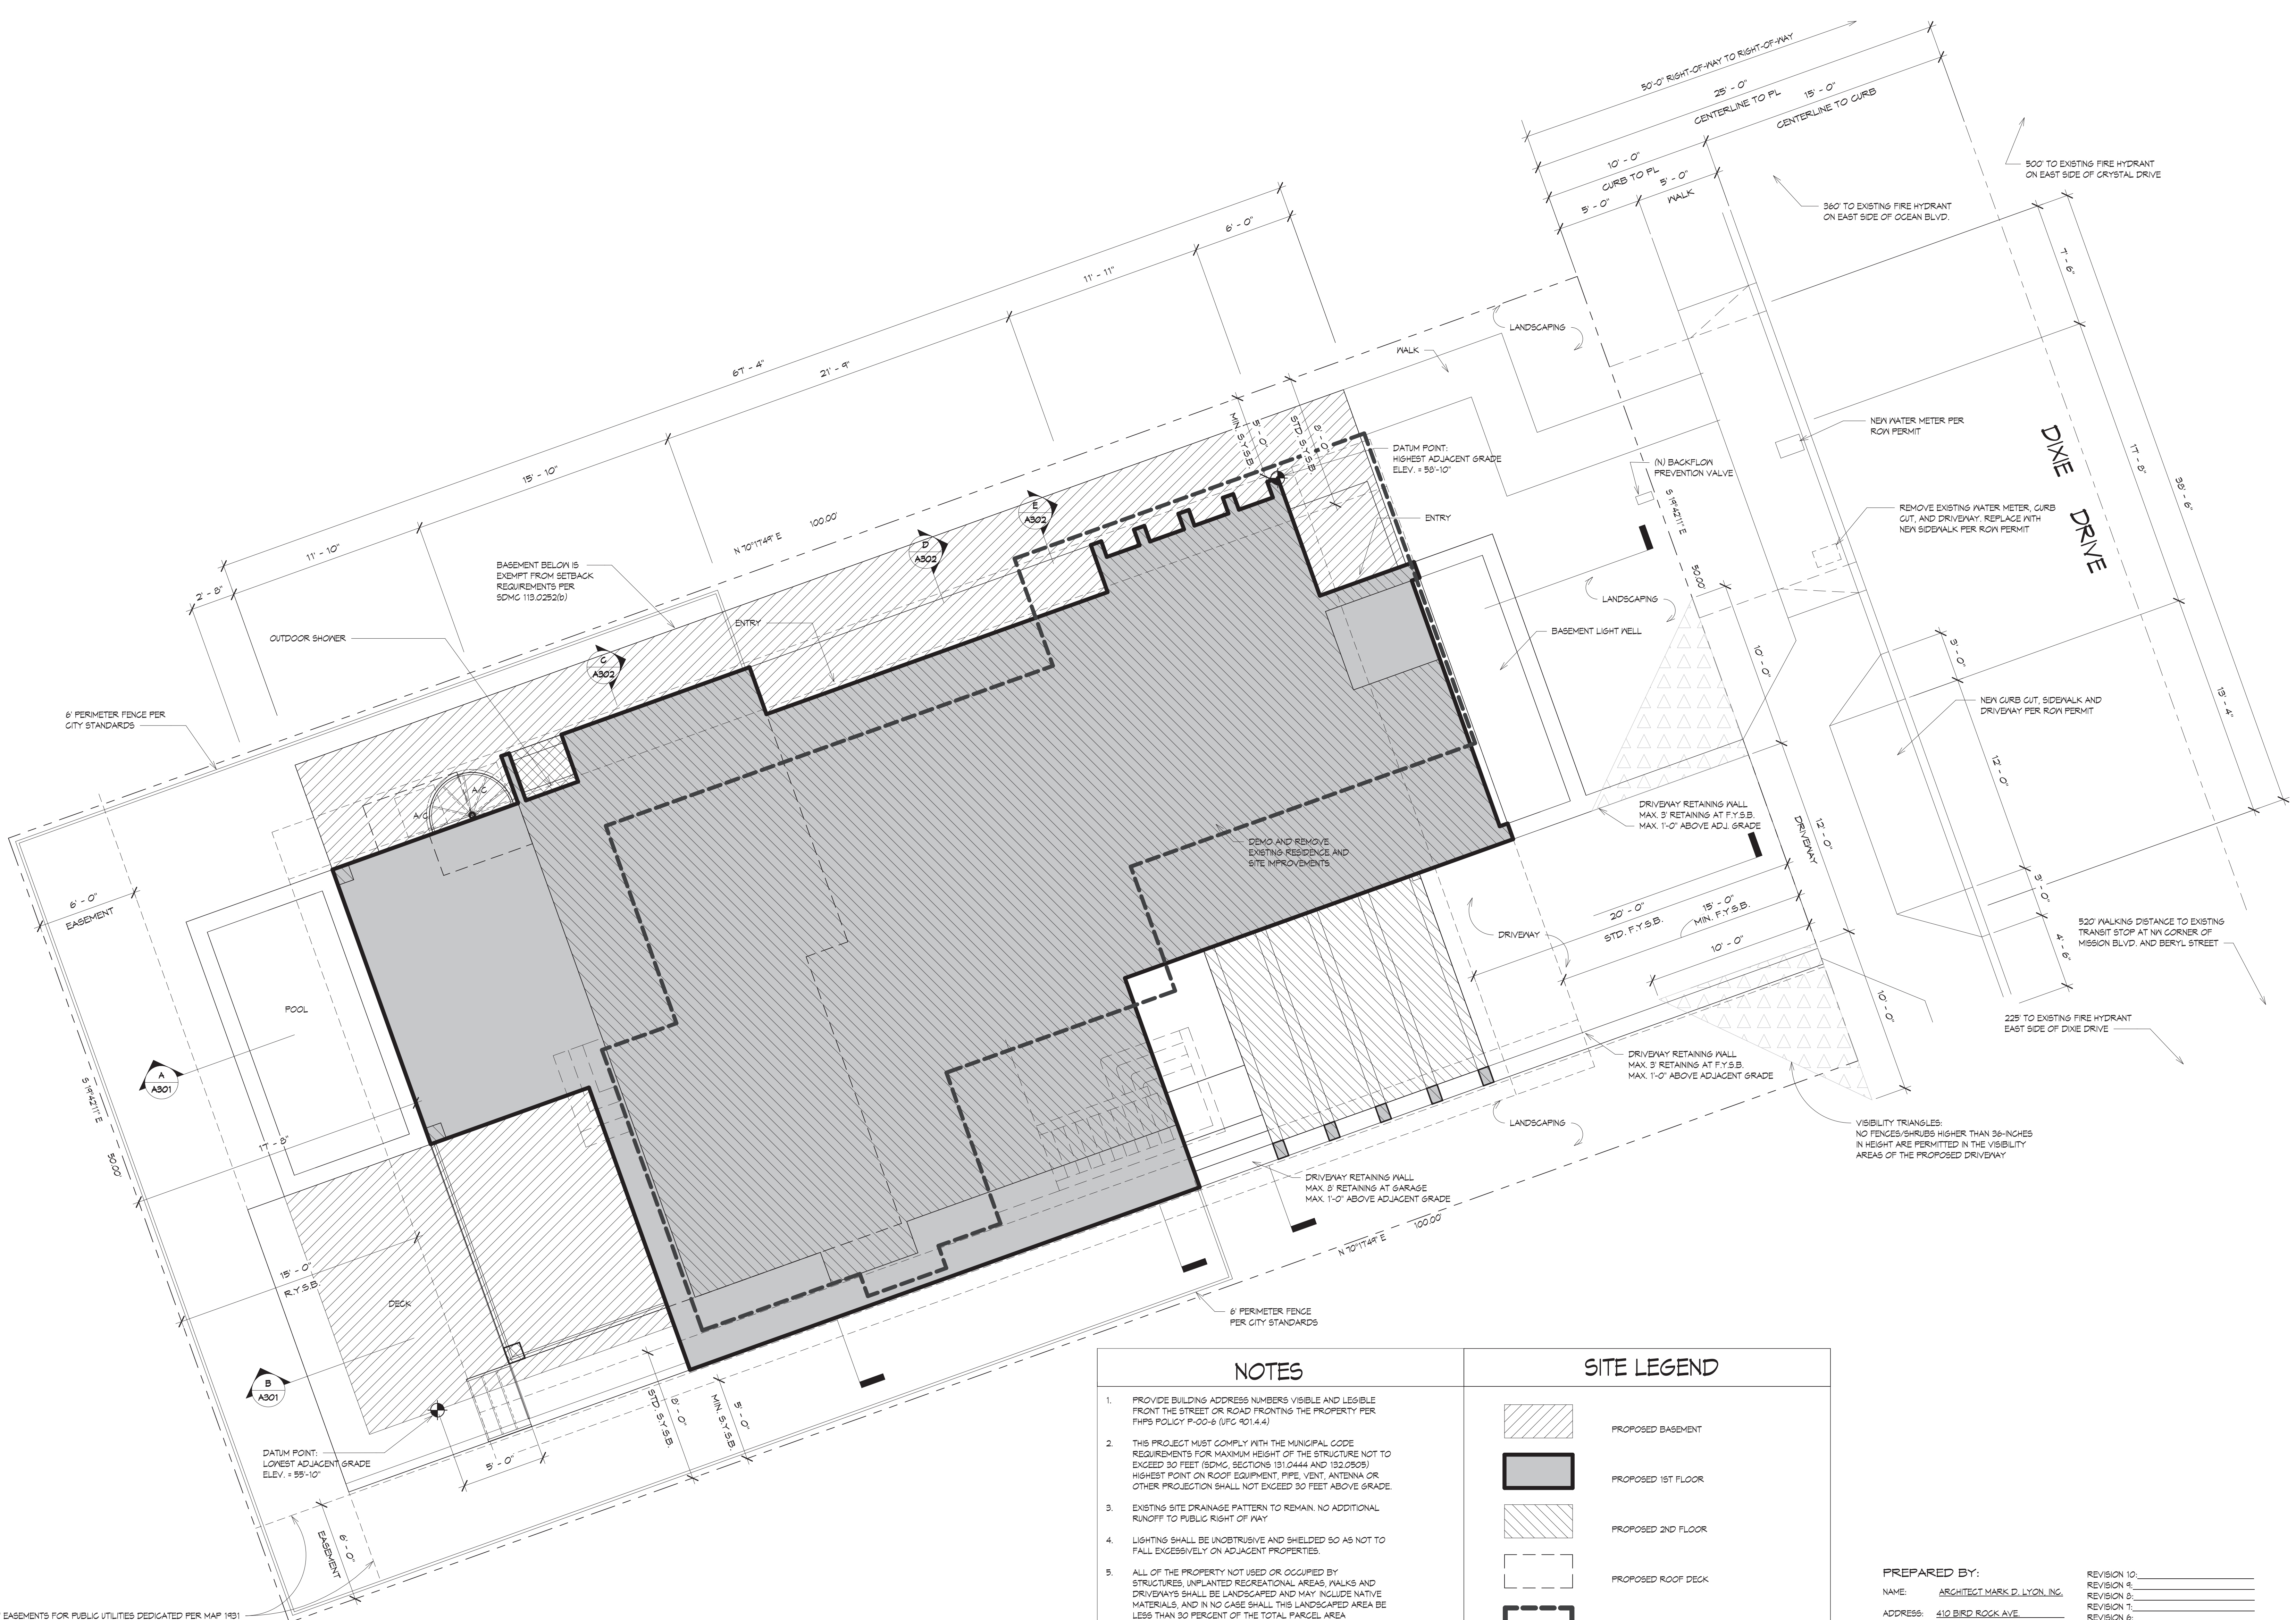 50'-0" RIGHT-OF-WAY TO RIGHT-OF-WAY
25' - 0"
CENTERLINE TO PL
15' - 0"
CENTERLINE TO CURB
10' - 0"
CURB TO PL
5' - 0"
5' - 0"
WALK
500' TO EXISTING FIRE HYDRANT
ON EAST SIDE OF CRYSTAL DRIVE
360' TO EXISTING FIRE HYDRANT
ON EAST SIDE OF OCEAN BLVD.
7' - 6"
17' - 8"
38' - 6"
13' - 4"
6' - 0"
11' - 11"
67' - 4"
21' - 9"
15' - 10"
11' - 10"
2' - 8"
LANDSCAPING
WALK
MIN. S.Y.S.B.
5' - 0"
STD. S.Y.S.B.
8' - 0"
DATUM POINT:
HIGHEST ADJACENT GRADE
ELEV. = 58'-10"
NEW WATER METER PER
ROW PERMIT
DIXIE DRIVE
(N) BACKFLOW
PREVENTION VALVE
S 19°42'11" E
50.00'
REMOVE EXISTING WATER METER, CURB
CUT, AND DRIVEWAY. REPLACE WITH
NEW SIDEWALK PER ROW PERMIT
ENTRY
100.00'
N 70°17'49" E
E
A302
D
A302
BASEMENT BELOW IS
EXEMPT FROM SETBACK
REQUIREMENTS PER
SDMC 113.0252(b)
LANDSCAPING
BASEMENT LIGHT WELL
ENTRY
OUTDOOR SHOWER
C
A302
10' - 0"
3' - 0"
NEW CURB CUT, SIDEWALK AND
DRIVEWAY PER ROW PERMIT
6' PERIMETER FENCE PER
CITY STANDARDS
12' - 0"
A/C
A/C
DRIVEWAY RETAINING WALL
MAX. 3' RETAINING AT F.Y.S.B.
MAX. 1'-0" ABOVE ADJ. GRADE
DRIVEWAY
12' - 0"
DEMO AND REMOVE
EXISTING RESIDENCE AND
SITE IMPROVEMENTS
3' - 0"
6' - 0"
EASEMENT
20' - 0"
STD. F.Y.S.B.
15' - 0"
MIN. F.Y.S.B.
10' - 0"
DRIVEWAY
4' - 6"
520' WALKING DISTANCE TO EXISTING
TRANSIT STOP AT NW CORNER OF
MISSION BLVD. AND BERYL STREET
POOL
10' - 0"
225' TO EXISTING FIRE HYDRANT
EAST SIDE OF DIXIE DRIVE
A
A301
DRIVEWAY RETAINING WALL
MAX. 3' RETAINING AT F.Y.S.B.
MAX. 1'-0" ABOVE ADJACENT GRADE
S 19°42'11" E
50.00'
17' - 8"
LANDSCAPING
VISIBILITY TRIANGLES:
NO FENCES/SHRUBS HIGHER THAN 36-INCHES
IN HEIGHT ARE PERMITTED IN THE VISIBILITY
AREAS OF THE PROPOSED DRIVEWAY
DRIVEWAY RETAINING WALL
MAX. 8' RETAINING AT GARAGE
MAX. 1'-0" ABOVE ADJACENT GRADE
100.00'
N 70°17'49" E
15' - 0"
R.Y.S.B.
DECK
6' PERIMETER FENCE
PER CITY STANDARDS
B
A301
STD. S.Y.S.B.
8' - 0"
MIN. S.Y.S.B.
5' - 0"
DATUM POINT:
LOWEST ADJACENT GRADE
ELEV. = 55'-10"
5' - 0"
EASEMENT
6' - 0"
EASEMENTS FOR PUBLIC UTILITIES DEDICATED PER MAP 1931
NOTES
1. PROVIDE BUILDING ADDRESS NUMBERS VISIBLE AND LEGIBLE
FRONT THE STREET OR ROAD FRONTING THE PROPERTY PER
FHPS POLICY P-00-6 (UFC 901.4.4)
2. THIS PROJECT MUST COMPLY WITH THE MUNICIPAL CODE
REQUIREMENTS FOR MAXIMUM HEIGHT OF THE STRUCTURE NOT TO
EXCEED 30 FEET (SDMC, SECTIONS 131.0444 AND 132.0505)
HIGHEST POINT ON ROOF EQUIPMENT, PIPE, VENT, ANTENNA OR
OTHER PROJECTION SHALL NOT EXCEED 30 FEET ABOVE GRADE.
3. EXISTING SITE DRAINAGE PATTERN TO REMAIN. NO ADDITIONAL
RUNOFF TO PUBLIC RIGHT OF WAY
4. LIGHTING SHALL BE UNOBTRUSIVE AND SHIELDED SO AS NOT TO
FALL EXCESSIVELY ON ADJACENT PROPERTIES.
5. ALL OF THE PROPERTY NOT USED OR OCCUPIED BY
STRUCTURES, UNPLANTED RECREATIONAL AREAS, WALKS AND
DRIVEWAYS SHALL BE LANDSCAPED AND MAY INCLUDE NATIVE
MATERIALS, AND IN NO CASE SHALL THIS LANDSCAPED AREA BE
LESS THAN 30 PERCENT OF THE TOTAL PARCEL AREA
SITE LEGEND
PROPOSED BASEMENT
PROPOSED 1ST FLOOR
PROPOSED 2ND FLOOR
PROPOSED ROOF DECK
PREPARED BY:
NAME: ARCHITECT MARK D. LYON, INC.
ADDRESS: 410 BIRD ROCK AVE.
REVISION 10:
REVISION 9:
REVISION 8:
REVISION 7:
REVISION 6: